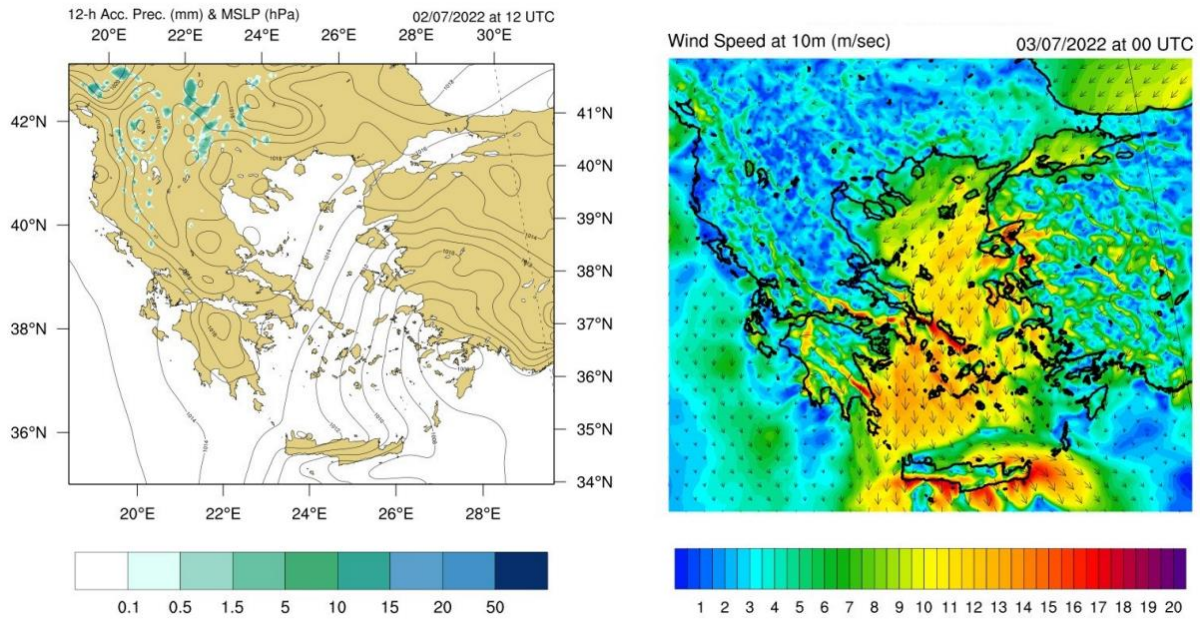 12-h Acc. Prec. (mm) & MSLP (hPa)
02/07/2022 at 12 UTC
20°E 22°E 24°E 26°E 28°E 30°E
42°N
40°N
38°N
36°N
41°N
40°N
39°N
38°N
37°N
36°N
35°N
34°N
20°E 22°E 24°E 26°E 28°E
0.1 0.5 1.5 5 10 15 20 50
Wind Speed at 10m (m/sec)
03/07/2022 at 00 UTC
1 2 3 4 5 6 7 8 9 10 11 12 13 14 15 16 17 18 19 20